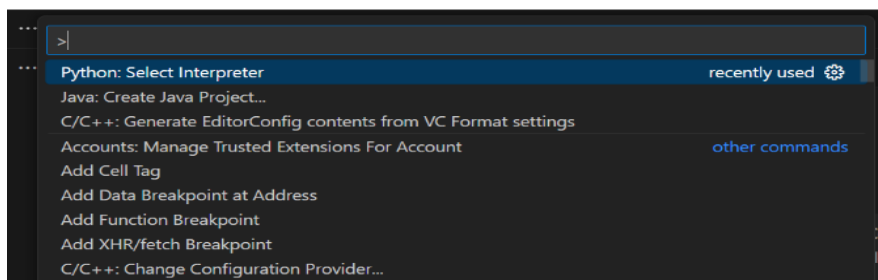 ...
>
...
Python: Select Interpreter recently used
Java: Create Java Project...
C/C++: Generate EditorConfig contents from VC Format settings
Accounts: Manage Trusted Extensions For Account other commands
Add Cell Tag
Add Data Breakpoint at Address
Add Function Breakpoint
Add XHR/fetch Breakpoint
C/C++: Change Configuration Provider...